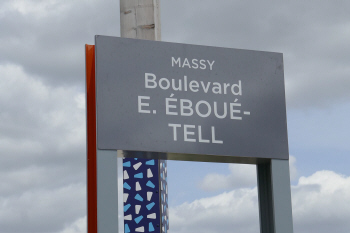 MASSY
Boulevard
E. ÉBOUÉ-
TELL